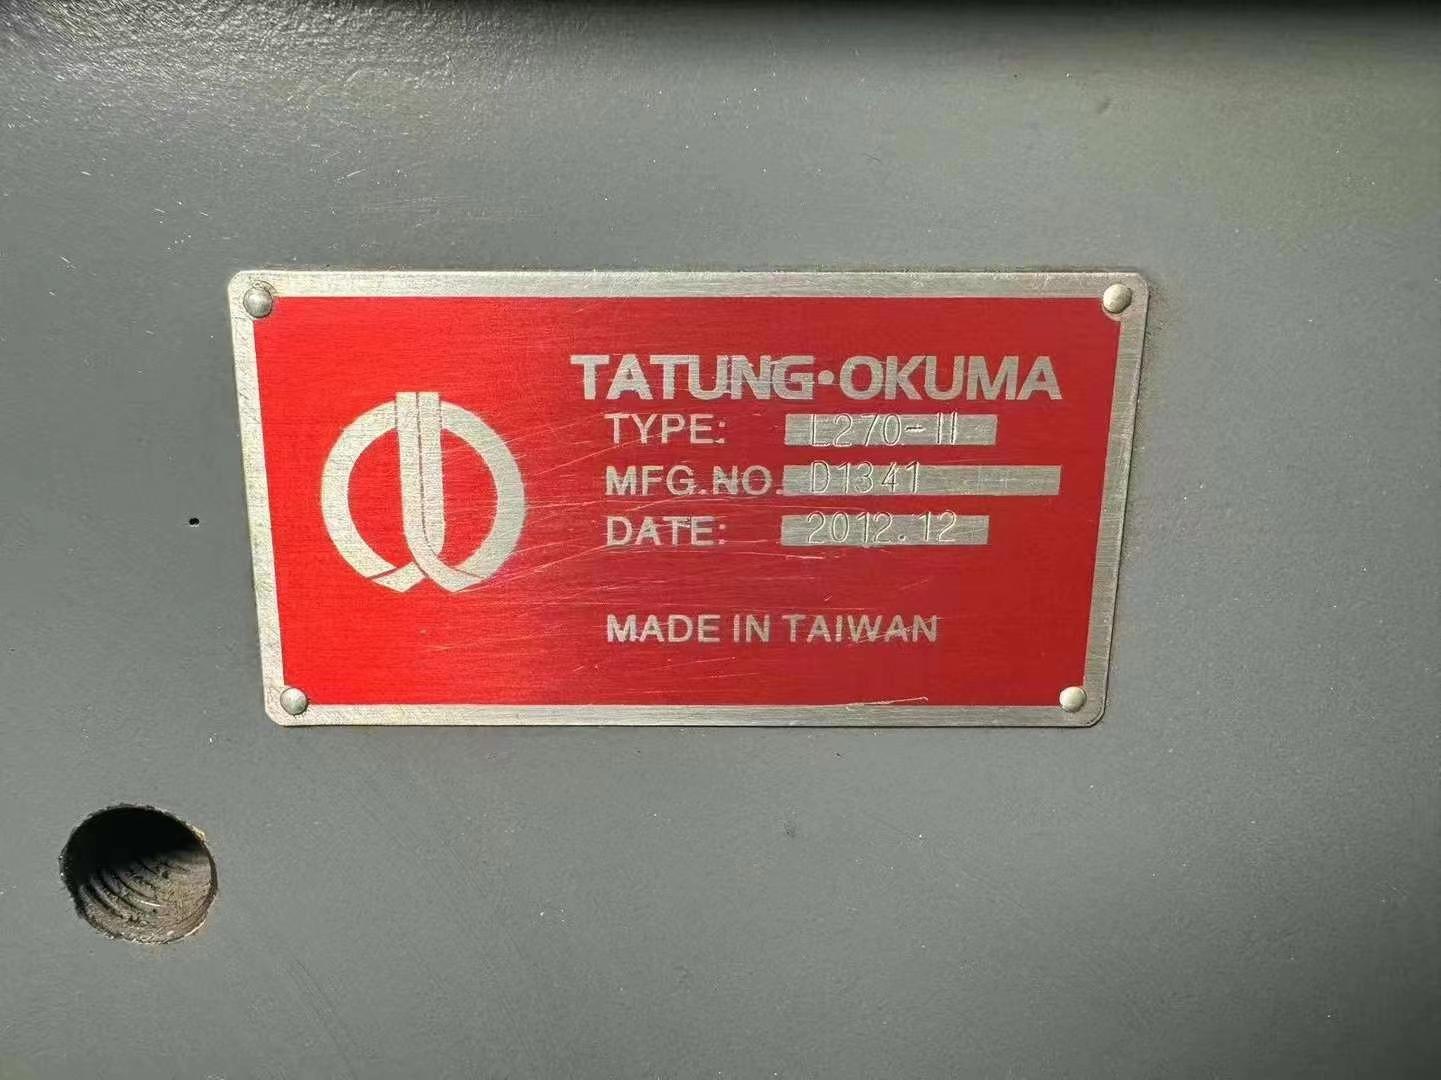 TATUNG·OKUMA
TYPE: L270-II
MFG.NO. D1341
DATE: 2012.12
MADE IN TAIWAN